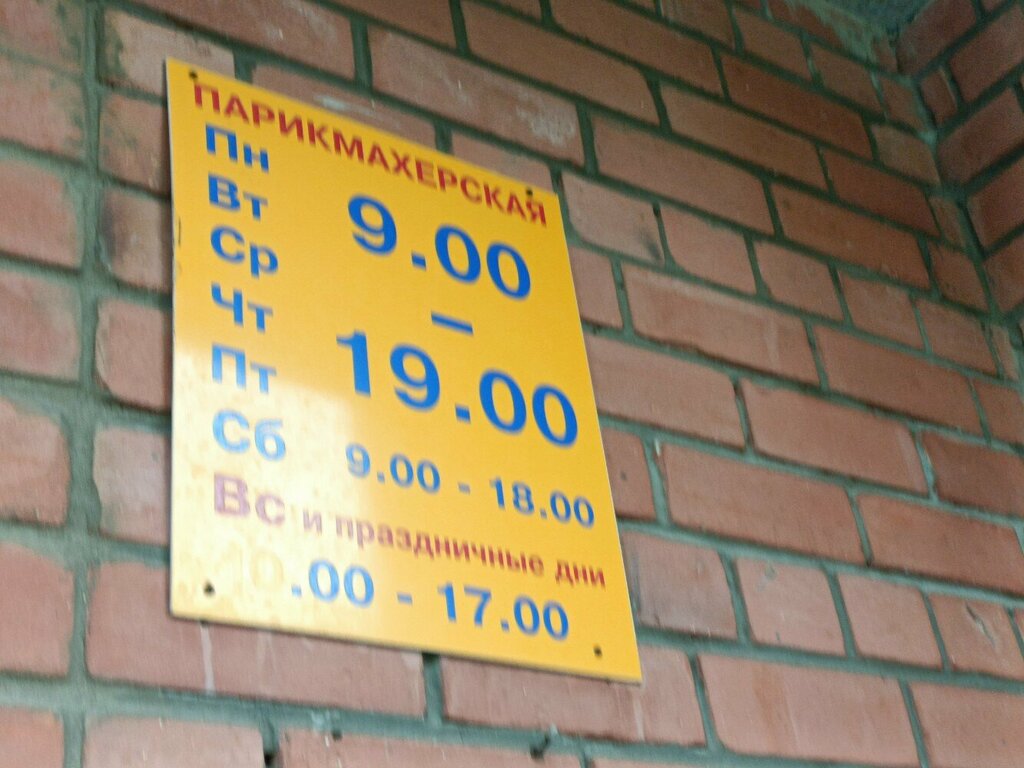 ПАРИКМАХЕРСКАЯ
Пн
Вт
Ср
Чт
Пт
9.00
–
19.00
Сб 9.00 - 18.00
Вс и праздничные дни
10.00 - 17.00